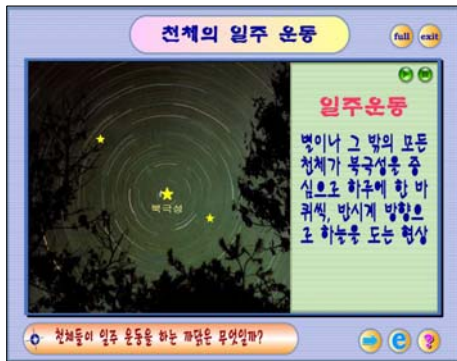 천체의 일주 운동
full exit
일주운동
별이나 그 밖의 모든
천체가 북극성을 중
심으로 하루에 한 바
퀴씩, 반시계 방향으
로 하늘을 도는 현상
북극성
천체들이 일주 운동을 하는 까닭은 무엇일까?
e ?